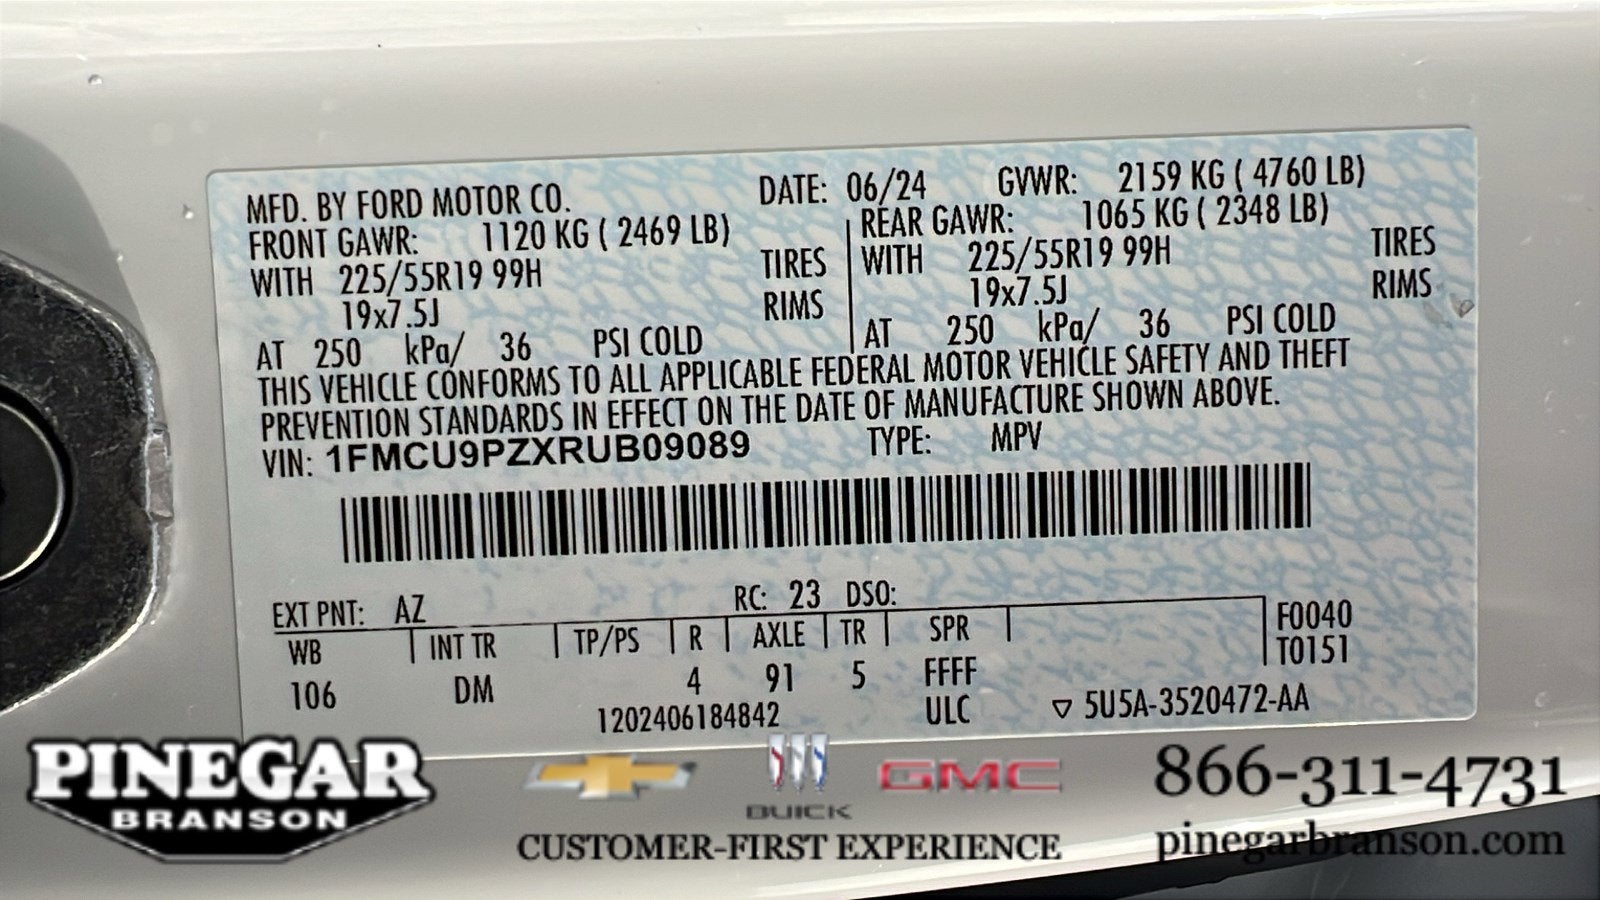 MFD. BY FORD MOTOR CO. DATE: 06/24 GVWR: 2159 KG ( 4760 LB)
FRONT GAWR: 1120 KG ( 2469 LB) REAR GAWR: 1065 KG ( 2348 LB)
WITH 225/55R19 99H TIRES WITH 225/55R19 99H TIRES
19x7.5J RIMS 19x7.5J RIMS
AT 250 kPa/ 36 PSI COLD AT 250 kPa/ 36 PSI COLD
THIS VEHICLE CONFORMS TO ALL APPLICABLE FEDERAL MOTOR VEHICLE SAFETY AND THEFT
PREVENTION STANDARDS IN EFFECT ON THE DATE OF MANUFACTURE SHOWN ABOVE.
VIN: 1FMCU9PZXRUB09089 TYPE: MPV
EXT PNT: AZ RC: 23 DSO:
WB INT TR TP/PS R AXLE TR SPR F0040
T0151
106 DM 4 91 5 FFFF
1202406184842 ULC ▽ 5U5A-3520472-AA
PINEGAR
BRANSON
BUICK
GMC
CUSTOMER-FIRST EXPERIENCE
866-311-4731
pinegarbranson.com